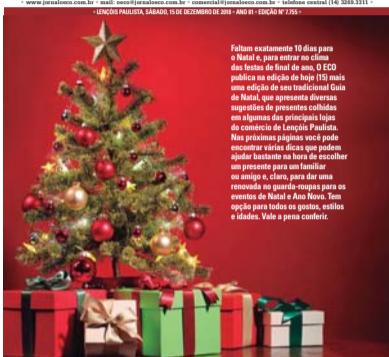 • www.jornaloeco.com.br • mail: oeco@jornaloeco.com.br • comercial@jornaloeco.com.br • telefone central (14) 3269.3311 •
• LENÇÓIS PAULISTA, SÁBADO, 15 DE DEZEMBRO DE 2018 • ANO 81 • EDIÇÃO Nº 7.755 •
Faltam exatamente 10 dias para
o Natal e, para entrar no clima
das festas de final de ano, O ECO
publica na edição de hoje (15) mais
uma edição de seu tradicional Guia
de Natal, que apresenta diversas
sugestões de presentes colhidas
em algumas das principais lojas
do comércio de Lençóis Paulista.
Nas próximas páginas você pode
encontrar várias dicas que podem
ajudar bastante na hora de escolher
um presente para um familiar
ou amigo e, claro, para dar uma
renovada no guarda-roupas para os
eventos de Natal e Ano Novo. Tem
opção para todos os gostos, estilos
e idades. Vale a pena conferir.